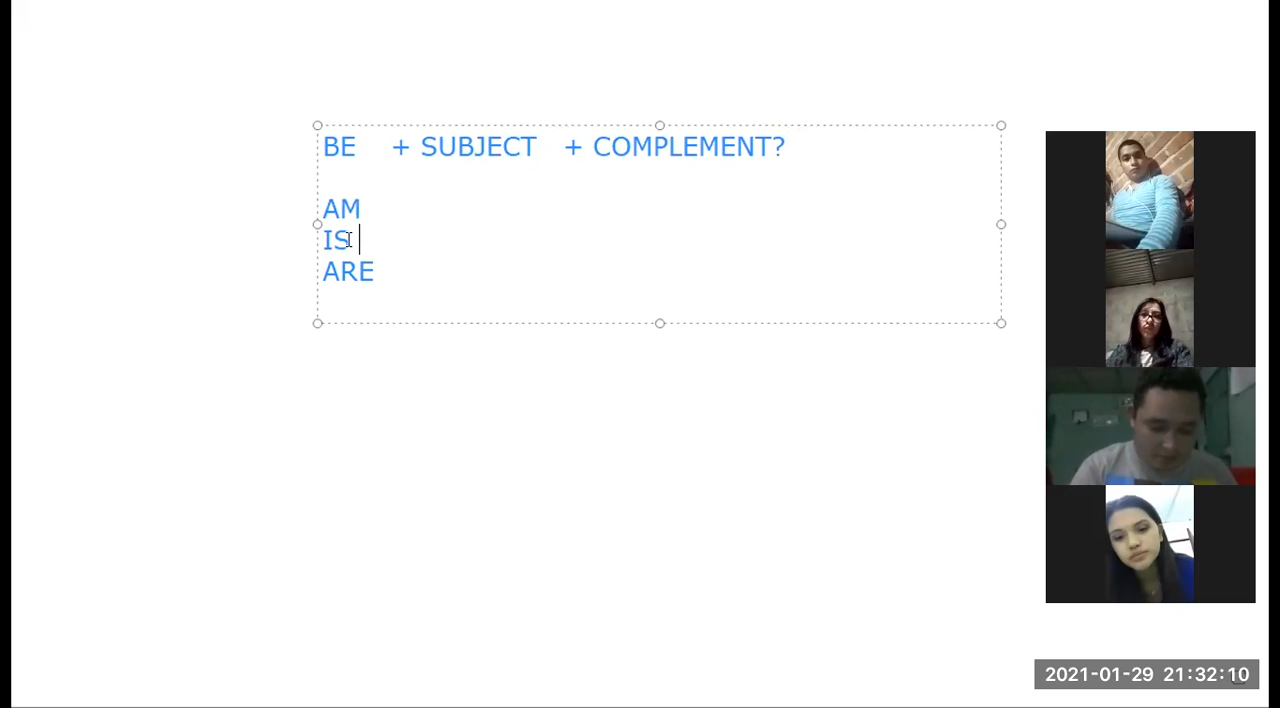 BE + SUBJECT + COMPLEMENT?
AM
IS
ARE
2021-01-29 21:32:10